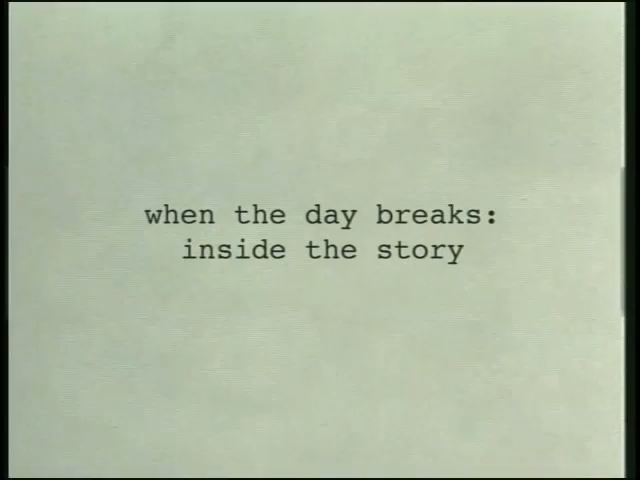 when the day breaks:
inside the story